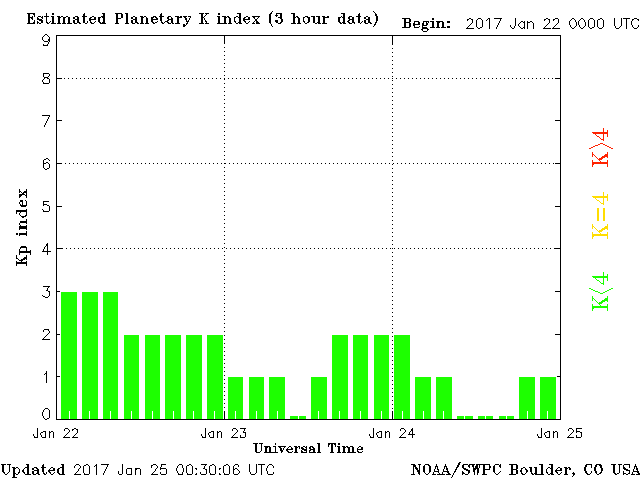 Estimated Planetary K index (3 hour data) Begin: 2017 Jan 22 0000 UTC
9
8
7
6
5
4
3
2
1
0
Kp index
K>4
K=4
K<4
Jan 22 Jan 23 Jan 24 Jan 25
Universal Time
Updated 2017 Jan 25 00:30:06 UTC NOAA/SWPC Boulder, CO USA